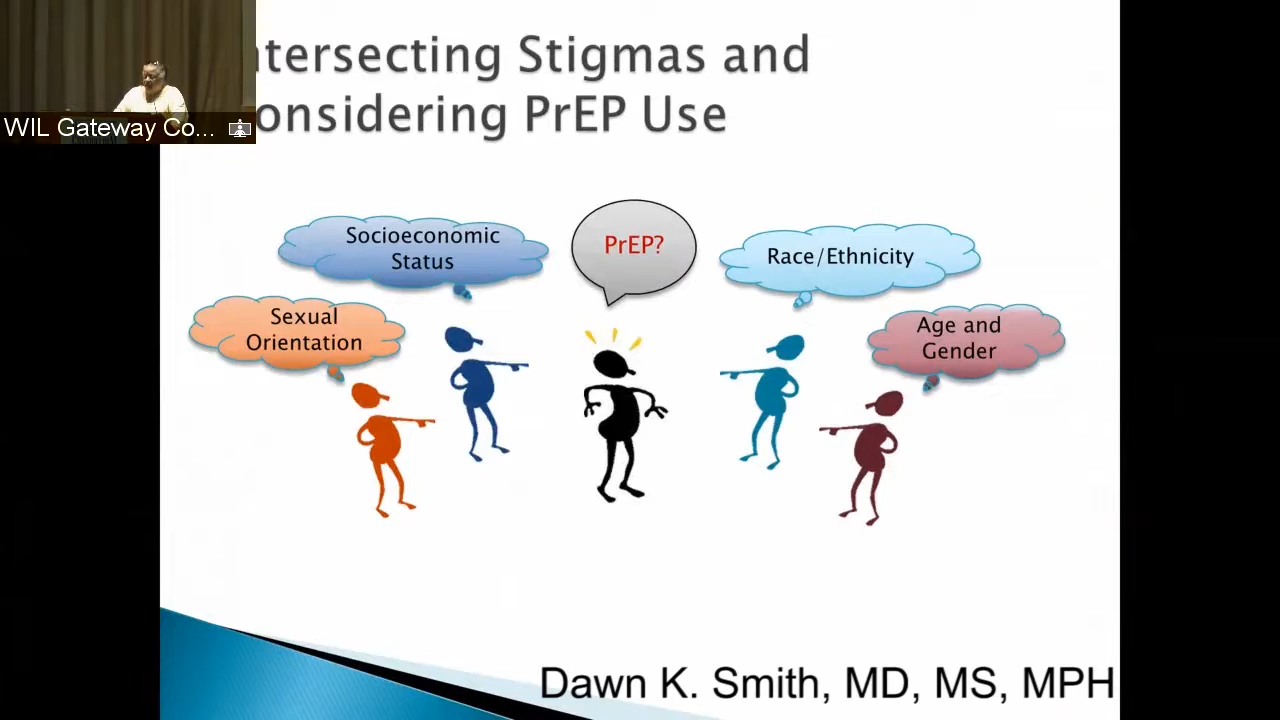 ntersecting Stigmas and
onsidering PrEP Use
WIL Gateway Co...
Socioeconomic
Status
PrEP?
Race/Ethnicity
Sexual
Orientation
Age and
Gender
Dawn K. Smith, MD, MS, MPH